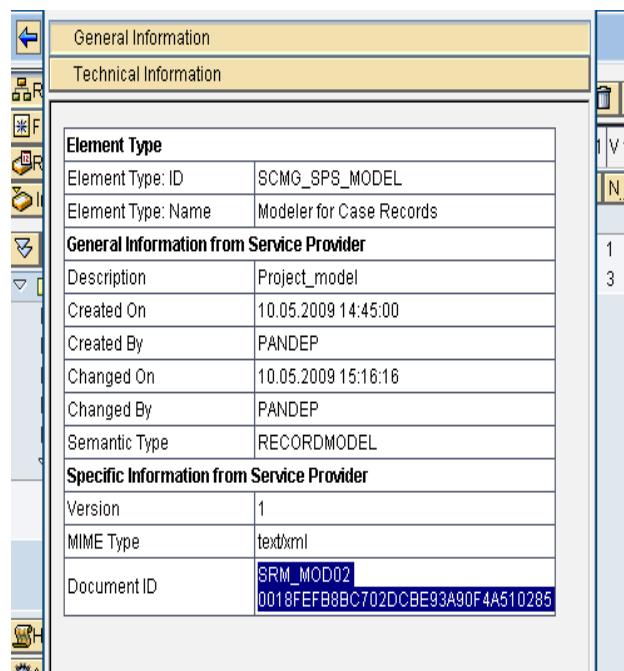 General Information
Technical Information
Element Type
Element Type: ID SCMG_SPS_MODEL
Element Type: Name Modeler for Case Records
General Information from Service Provider
Description Project_model
Created On 10.05.2009 14:45:00
Created By PANDEP
Changed On 10.05.2009 15:16:16
Changed By PANDEP
Semantic Type RECORDMODEL
Specific Information from Service Provider
Version 1
MIME Type text/xml
Document ID SRM_MOD02
0018FEFB8BC702DCBE93A90F4A510285
R
F
R
H
V
N
1
3